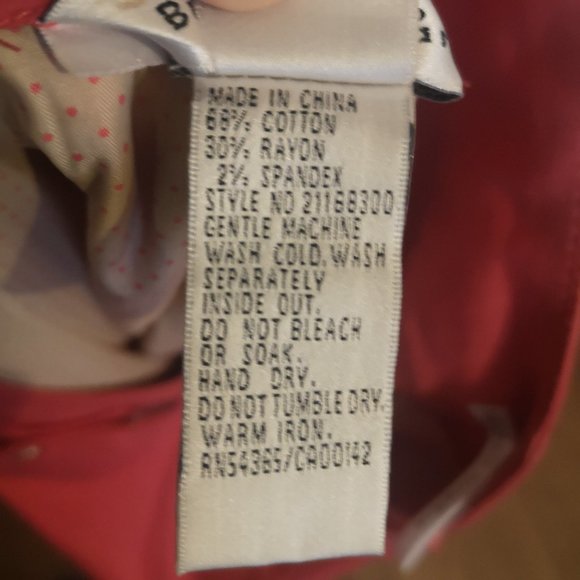 MADE IN CHINA
68% COTTON
30% RAYON
2% SPANDEX
STYLE NO 21168300
GENTLE MACHINE
WASH COLD. WASH
SEPARATELY
INSIDE OUT.
DO NOT BLEACH
OR SOAK.
HAND DRY.
DO NOT TUMBLE DRY.
WARM IRON.
RN54365/CA00142